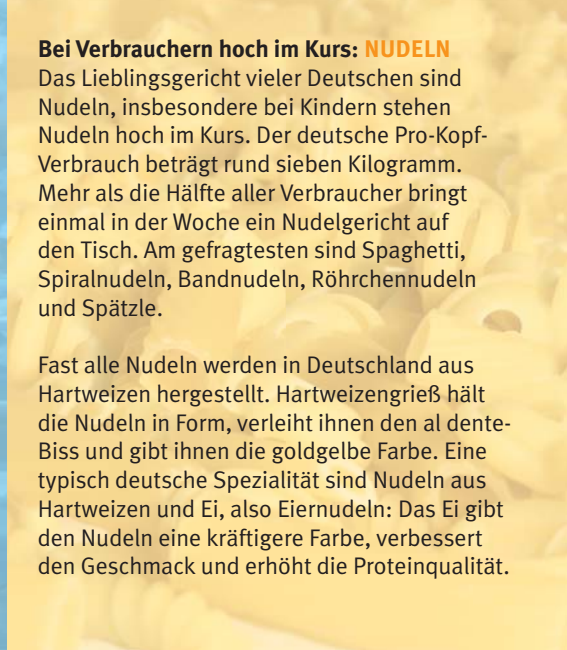 Bei Verbrauchern hoch im Kurs: NUDELN
Das Lieblingsgericht vieler Deutschen sind
Nudeln, insbesondere bei Kindern stehen
Nudeln hoch im Kurs. Der deutsche Pro-Kopf-
Verbrauch beträgt rund sieben Kilogramm.
Mehr als die Hälfte aller Verbraucher bringt
einmal in der Woche ein Nudelgericht auf
den Tisch. Am gefragtesten sind Spaghetti,
Spiralnudeln, Bandnudeln, Röhrchennudeln
und Spätzle.
Fast alle Nudeln werden in Deutschland aus
Hartweizen hergestellt. Hartweizengrieß hält
die Nudeln in Form, verleiht ihnen den al dente-
Biss und gibt ihnen die goldgelbe Farbe. Eine
typisch deutsche Spezialität sind Nudeln aus
Hartweizen und Ei, also Eiernudeln: Das Ei gibt
den Nudeln eine kräftigere Farbe, verbessert
den Geschmack und erhöht die Proteinqualität.